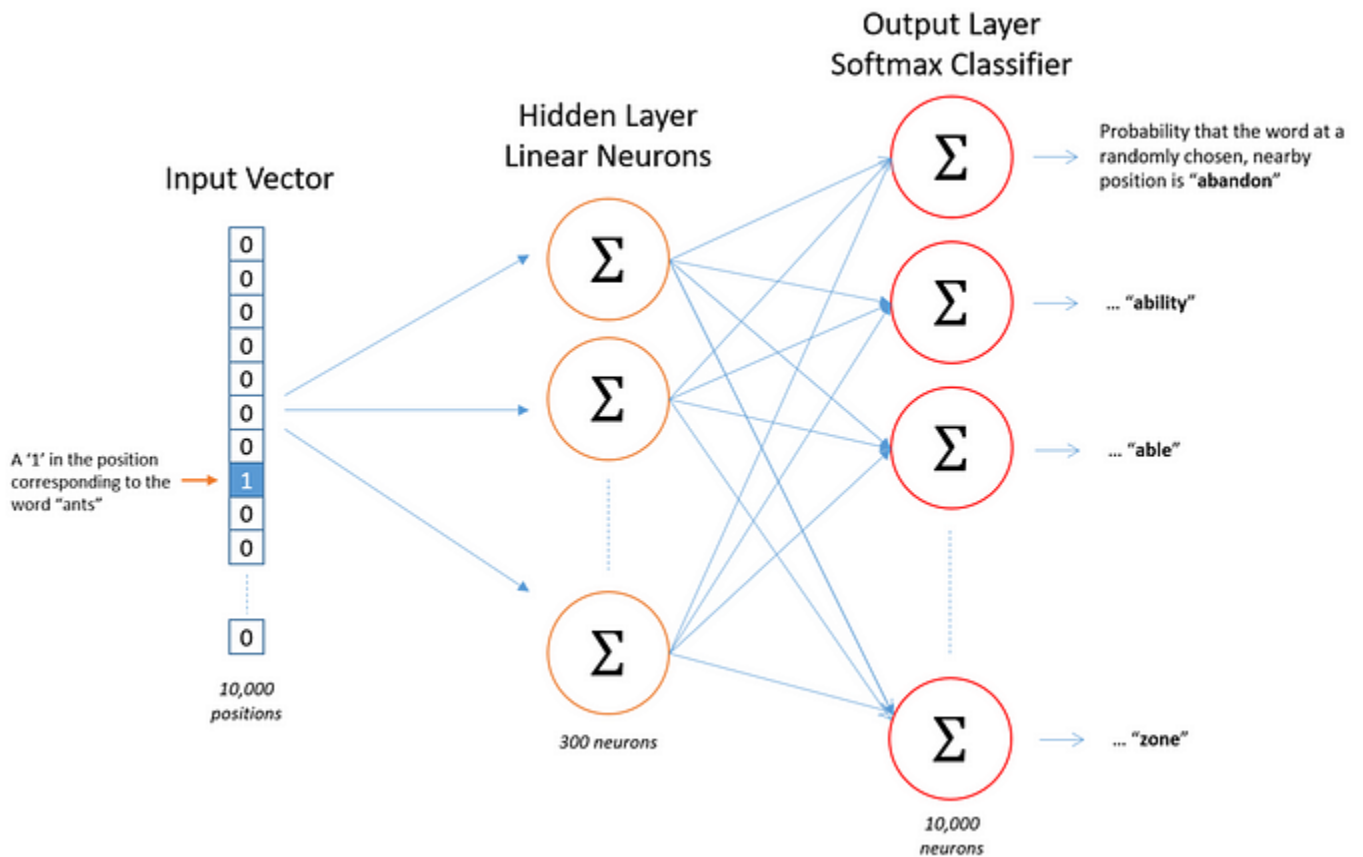 Output Layer
Softmax Classifier
Hidden Layer
Linear Neurons
Input Vector
0
0
0
0
0
0
0
1
0
0
0
A ‘1’ in the position
corresponding to the
word “ants”
10,000
positions
Σ
Σ
Σ
300 neurons
Σ
Probability that the word at a
randomly chosen, nearby
position is “abandon”
Σ
... “ability”
Σ
... “able”
Σ
... “zone”
10,000
neurons